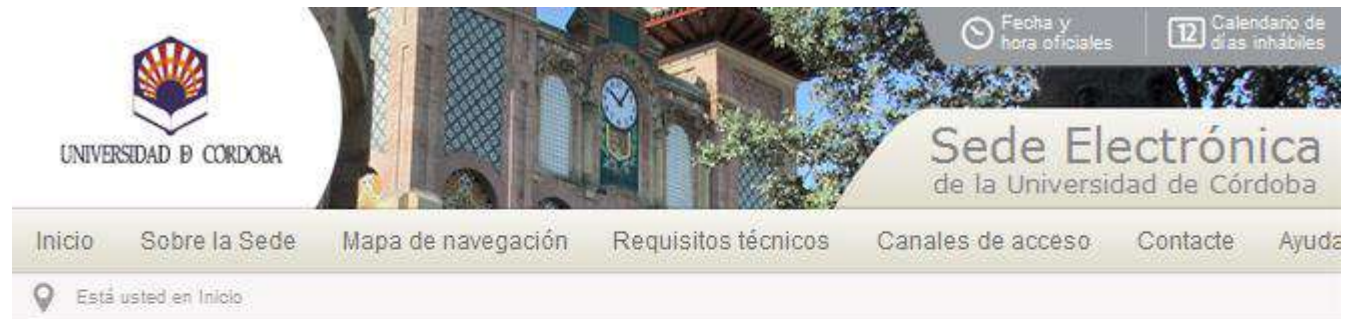 Fecha y
hora oficiales
12
Calendario de
días inhábiles
UNIVERSIDAD Ð CORDOBA
Sede Electrónica
de la Universidad de Córdoba
Inicio Sobre la Sede Mapa de navegación Requisitos técnicos Canales de acceso Contacte Ayuda
Está usted en Inicio